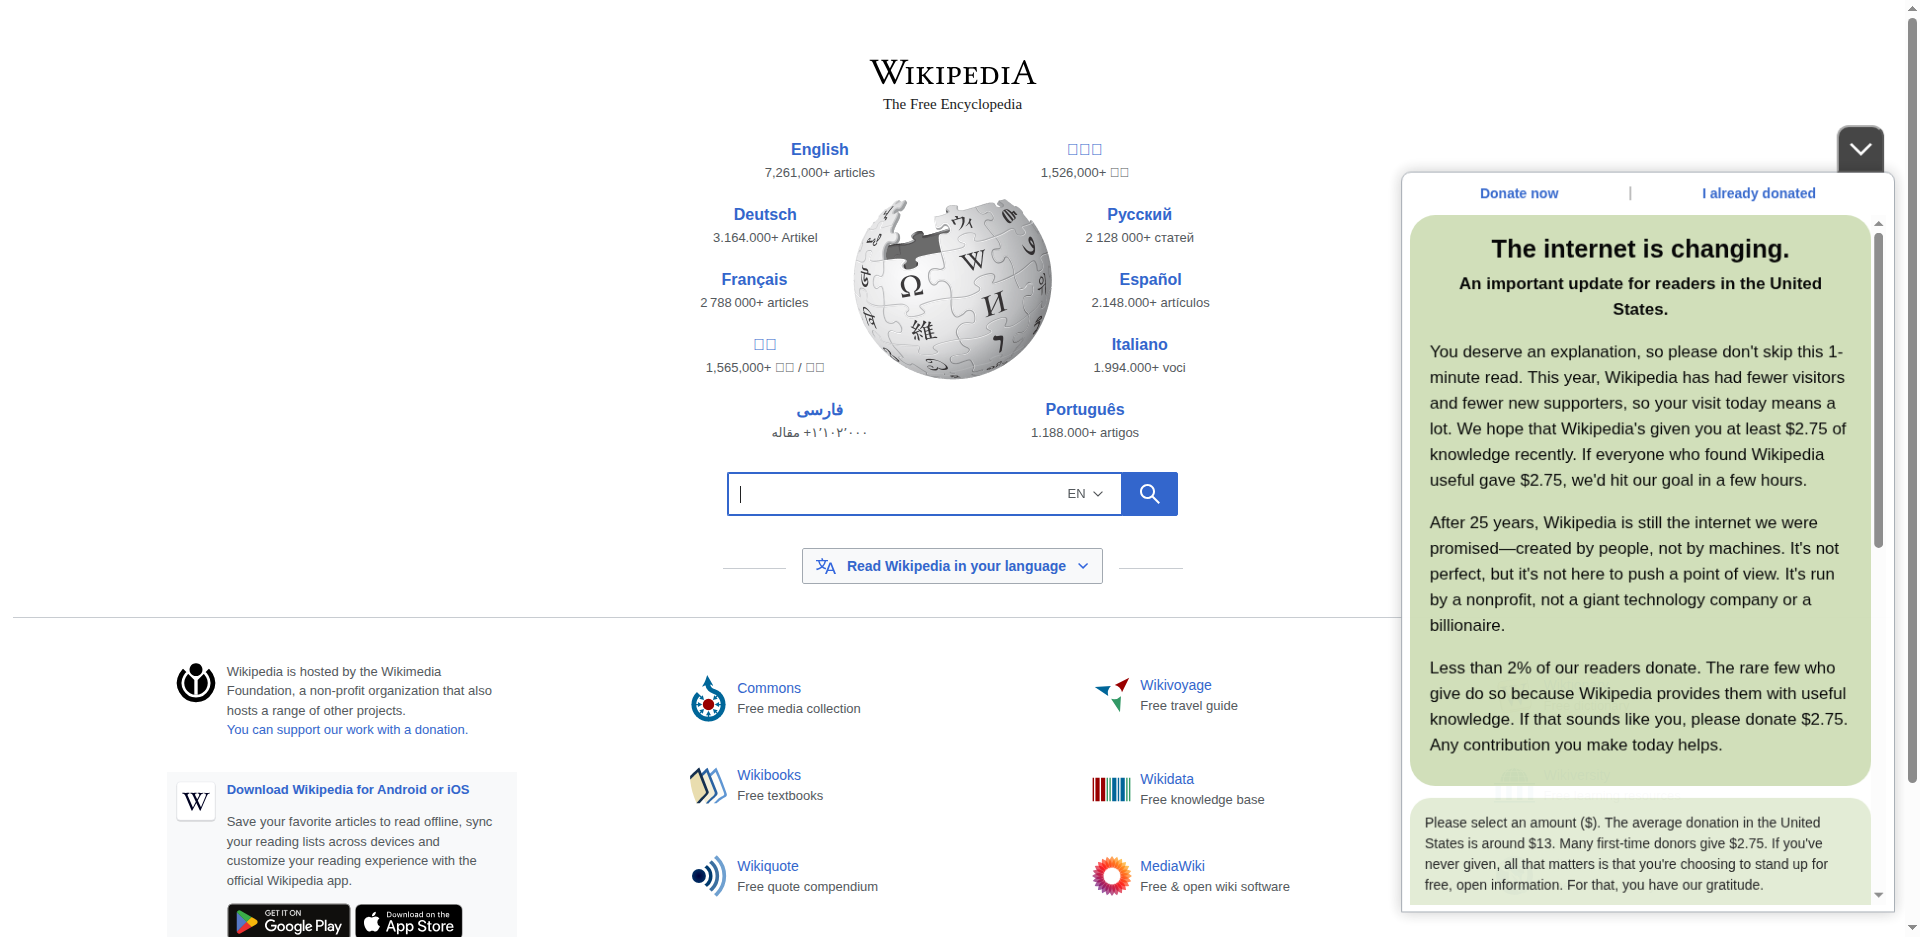 WIKIPEDIA
The Free Encyclopedia
English
7,261,000+ articles
1,526,000+
Deutsch
3.164.000+ Artikel
Русский
2 128 000+ статей
Français
2 788 000+ articles
Español
2.148.000+ artículos
1,565,000+ /
Italiano
1.994.000+ voci
فارسی
۱٬۱۰۲٬۰۰۰+ مقاله
Português
1.188.000+ artigos
EN
Read Wikipedia in your language
Wikipedia is hosted by the Wikimedia
Foundation, a non-profit organization that also
hosts a range of other projects.
You can support our work with a donation.
Download Wikipedia for Android or iOS
Save your favorite articles to read offline, sync
your reading lists across devices and
customize your reading experience with the
official Wikipedia app.
GET IT ON
Google Play
Download on the
App Store
Commons
Free media collection
Wikivoyage
Free travel guide
Wikibooks
Free textbooks
Wikidata
Free knowledge base
Wikiquote
Free quote compendium
MediaWiki
Free & open wiki software
Donate now | I already donated
The internet is changing.
An important update for readers in the United
States.
You deserve an explanation, so please don't skip this 1-
minute read. This year, Wikipedia has had fewer visitors
and fewer new supporters, so your visit today means a
lot. We hope that Wikipedia's given you at least $2.75 of
knowledge recently. If everyone who found Wikipedia
useful gave $2.75, we'd hit our goal in a few hours.
After 25 years, Wikipedia is still the internet we were
promised—created by people, not by machines. It's not
perfect, but it's not here to push a point of view. It's run
by a nonprofit, not a giant technology company or a
billionaire.
Less than 2% of our readers donate. The rare few who
give do so because Wikipedia provides them with useful
knowledge. If that sounds like you, please donate $2.75.
Any contribution you make today helps.
Please select an amount ($). The average donation in the United
States is around $13. Many first-time donors give $2.75. If you've
never given, all that matters is that you're choosing to stand up for
free, open information. For that, you have our gratitude.